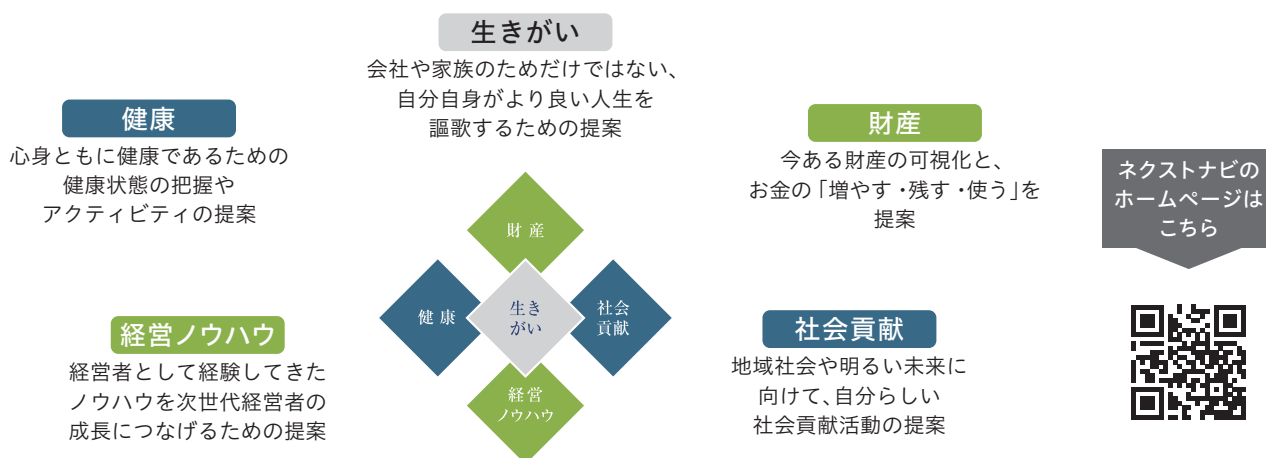 生きがい
会社や家族のためだけではない、
自分自身がより良い人生を
謳歌するための提案
健康
心身ともに健康であるための
健康状態の把握や
アクティビティの提案
財産
今ある財産の可視化と、
お金の「増やす・残す・使う」を
提案
ネクストナビの
ホームページは
こちら
財産
健康
生き
がい
社会
貢献
経営
ノウハウ
経営ノウハウ
経営者として経験してきた
ノウハウを次世代経営者の
成長につなげるための提案
社会貢献
地域社会や明るい未来に
向けて、自分らしい
社会貢献活動の提案